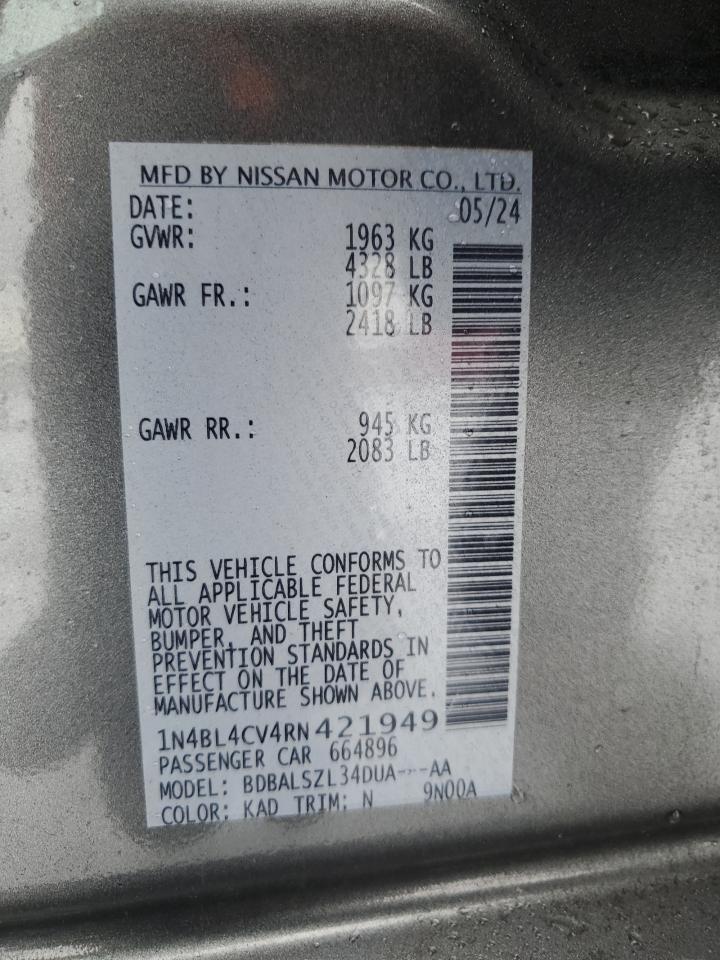 MFD BY NISSAN MOTOR CO., LTD.
DATE: 05/24
GVWR: 1963 KG
4328 LB
GAWR FR.: 1097 KG
2418 LB
GAWR RR.: 945 KG
2083 LB
THIS VEHICLE CONFORMS TO
ALL APPLICABLE FEDERAL
MOTOR VEHICLE SAFETY,
BUMPER, AND THEFT
PREVENTION STANDARDS IN
EFFECT ON THE DATE OF
MANUFACTURE SHOWN ABOVE.
1N4BL4CV4RN421949
PASSENGER CAR 664896
MODEL: BDBALSZL34DUA---AA
COLOR: KAD TRIM: N 9N00A